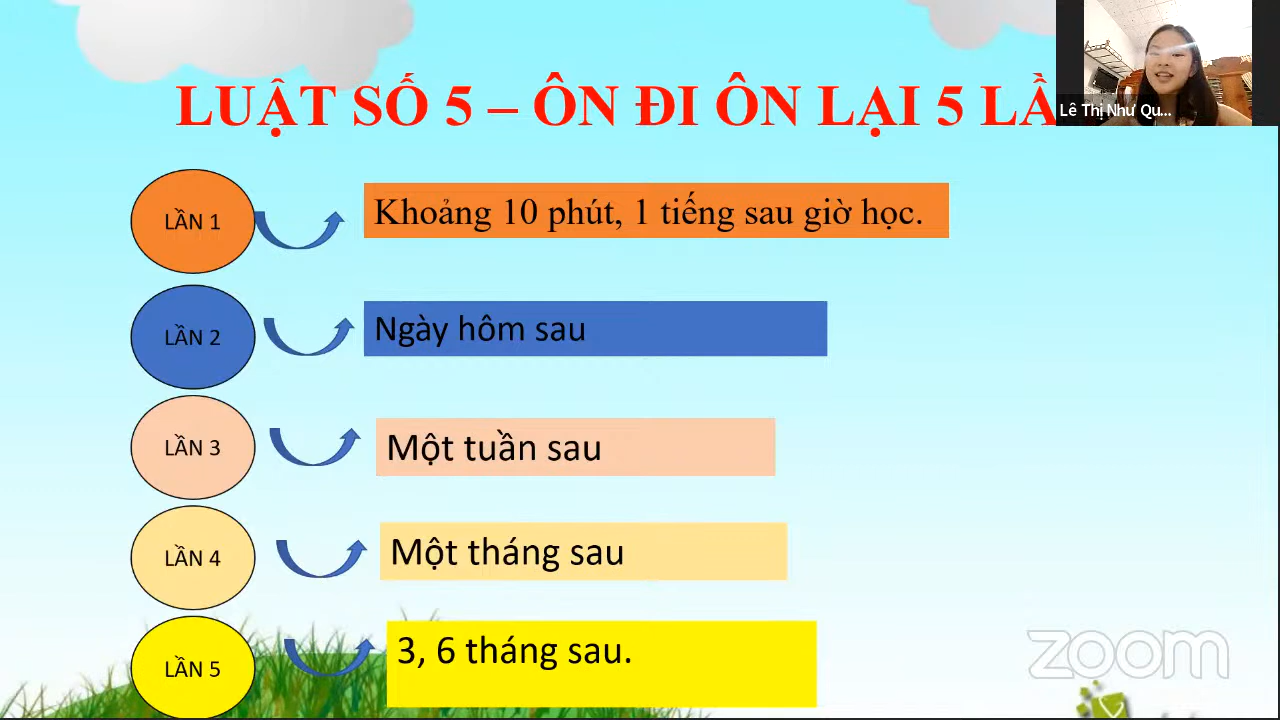 LUẬT SỐ 5 – ÔN ĐI ÔN LẠI 5 LẦ
Lê Thị Như Qu...
LẦN 1
Khoảng 10 phút, 1 tiếng sau giờ học.
LẦN 2
Ngày hôm sau
LẦN 3
Một tuần sau
LẦN 4
Một tháng sau
LẦN 5
3, 6 tháng sau.
zoom